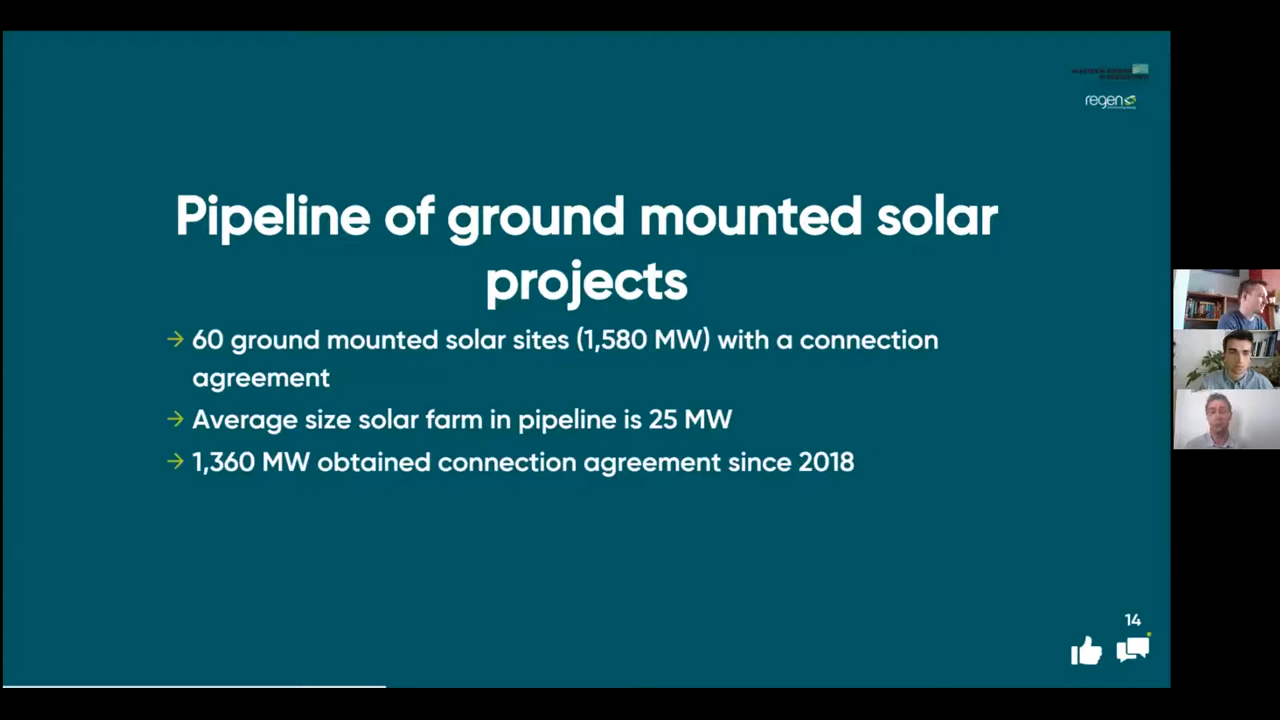 regen
Pipeline of ground mounted solar
projects
→ 60 ground mounted solar sites (1,580 MW) with a connection
agreement
→ Average size solar farm in pipeline is 25 MW
→ 1,360 MW obtained connection agreement since 2018
14